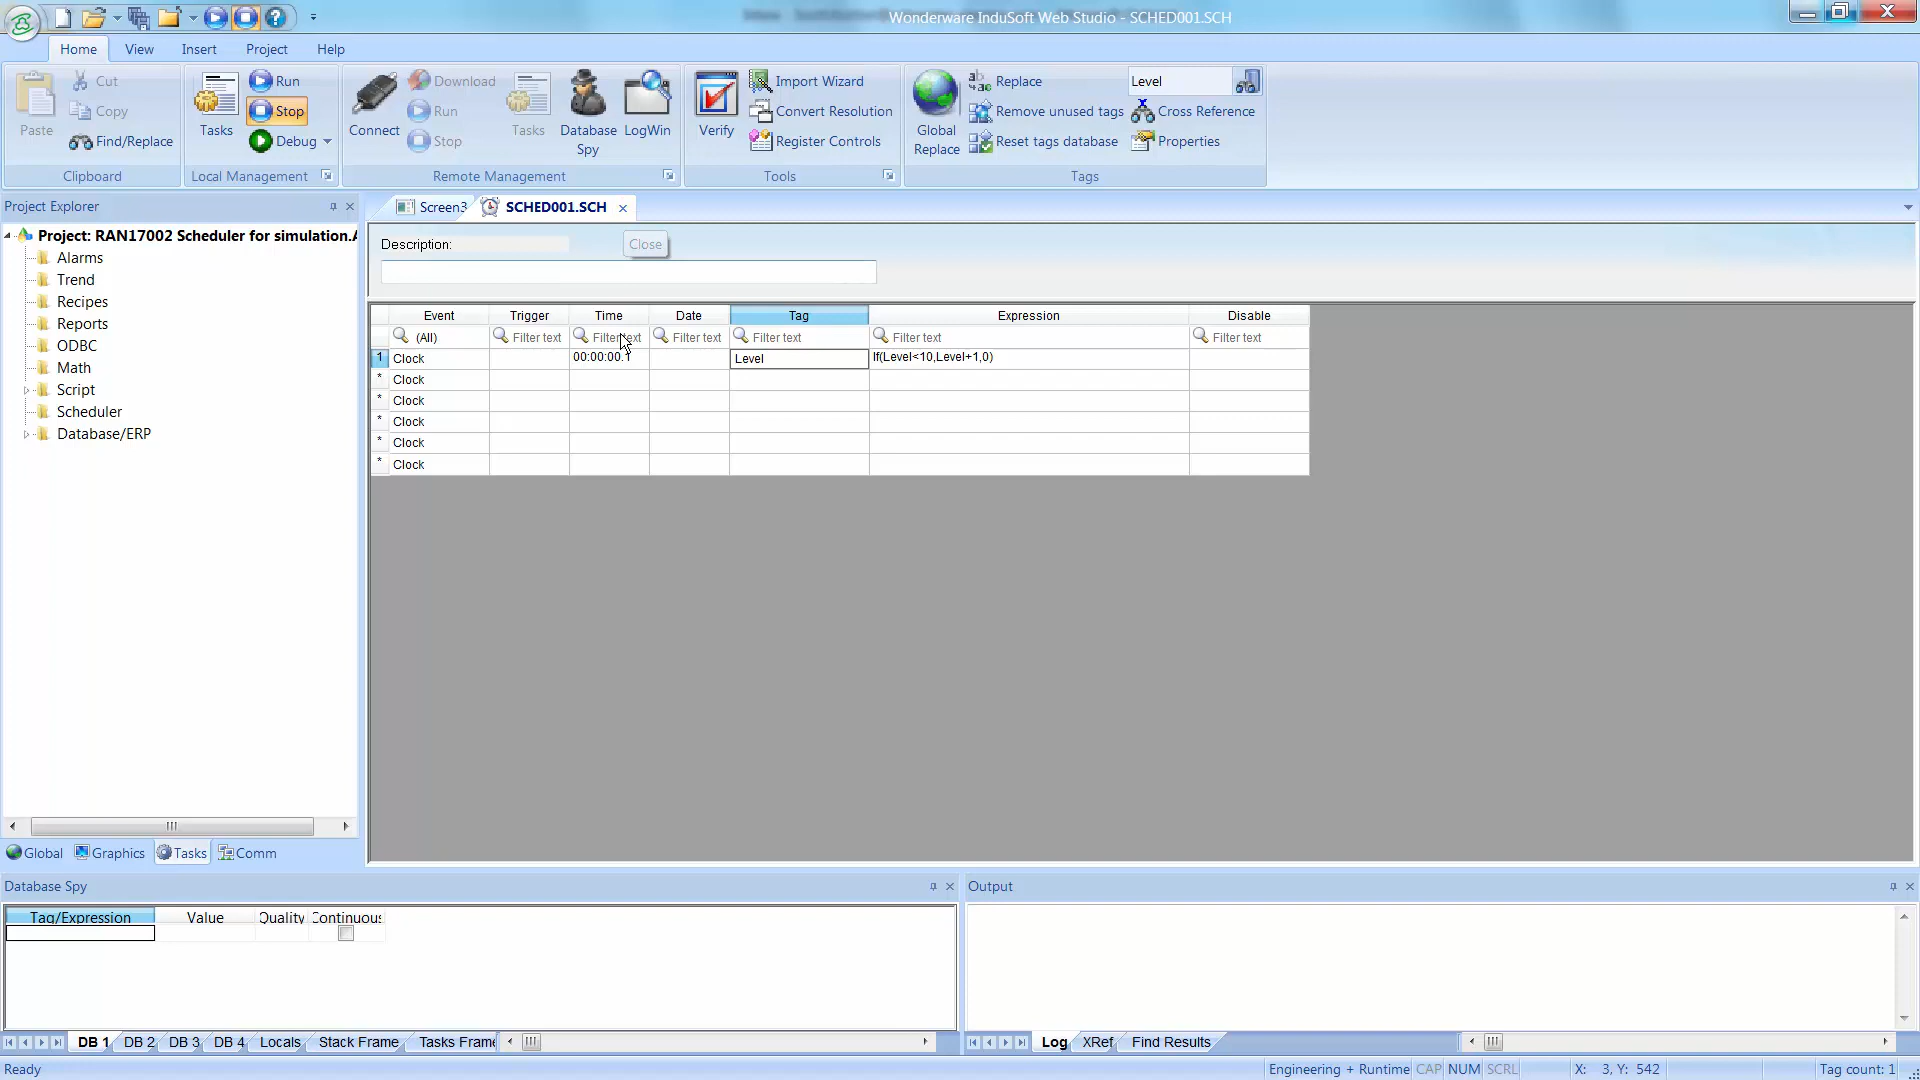 Wonderware InduSoft Web Studio - SCHED001.SCH
Home View Insert Project Help
Paste Cut Copy Find/Replace
Clipboard
Tasks Run Stop Debug
Local Management
Connect Download Run Stop Tasks Database Spy LogWin
Remote Management
Verify Import Wizard Convert Resolution Register Controls
Tools
Global Replace Replace Remove unused tags Reset tags database Level Cross Reference Properties
Tags
Project Explorer
Project: RAN17002 Scheduler for simulation.A
Alarms
Trend
Recipes
Reports
ODBC
Math
Script
Scheduler
Database/ERP
Global Graphics Tasks Comm
Screen3 SCHED001.SCH
Description: Close
Event Trigger Time Date Tag Expression Disable
(All) Filter text Filter text Filter text Filter text Filter text Filter text
1 Clock 00:00:00.1 Level If(Level<10,Level+1,0)
* Clock
* Clock
* Clock
* Clock
* Clock
Database Spy
Tag/Expression Value Quality Continuous
DB 1 DB 2 DB 3 DB 4 Locals Stack Frame Tasks Frame
Output
Log XRef Find Results
Ready Engineering + Runtime CAP NUM SCRL X: 3, Y: 542 Tag count: 1